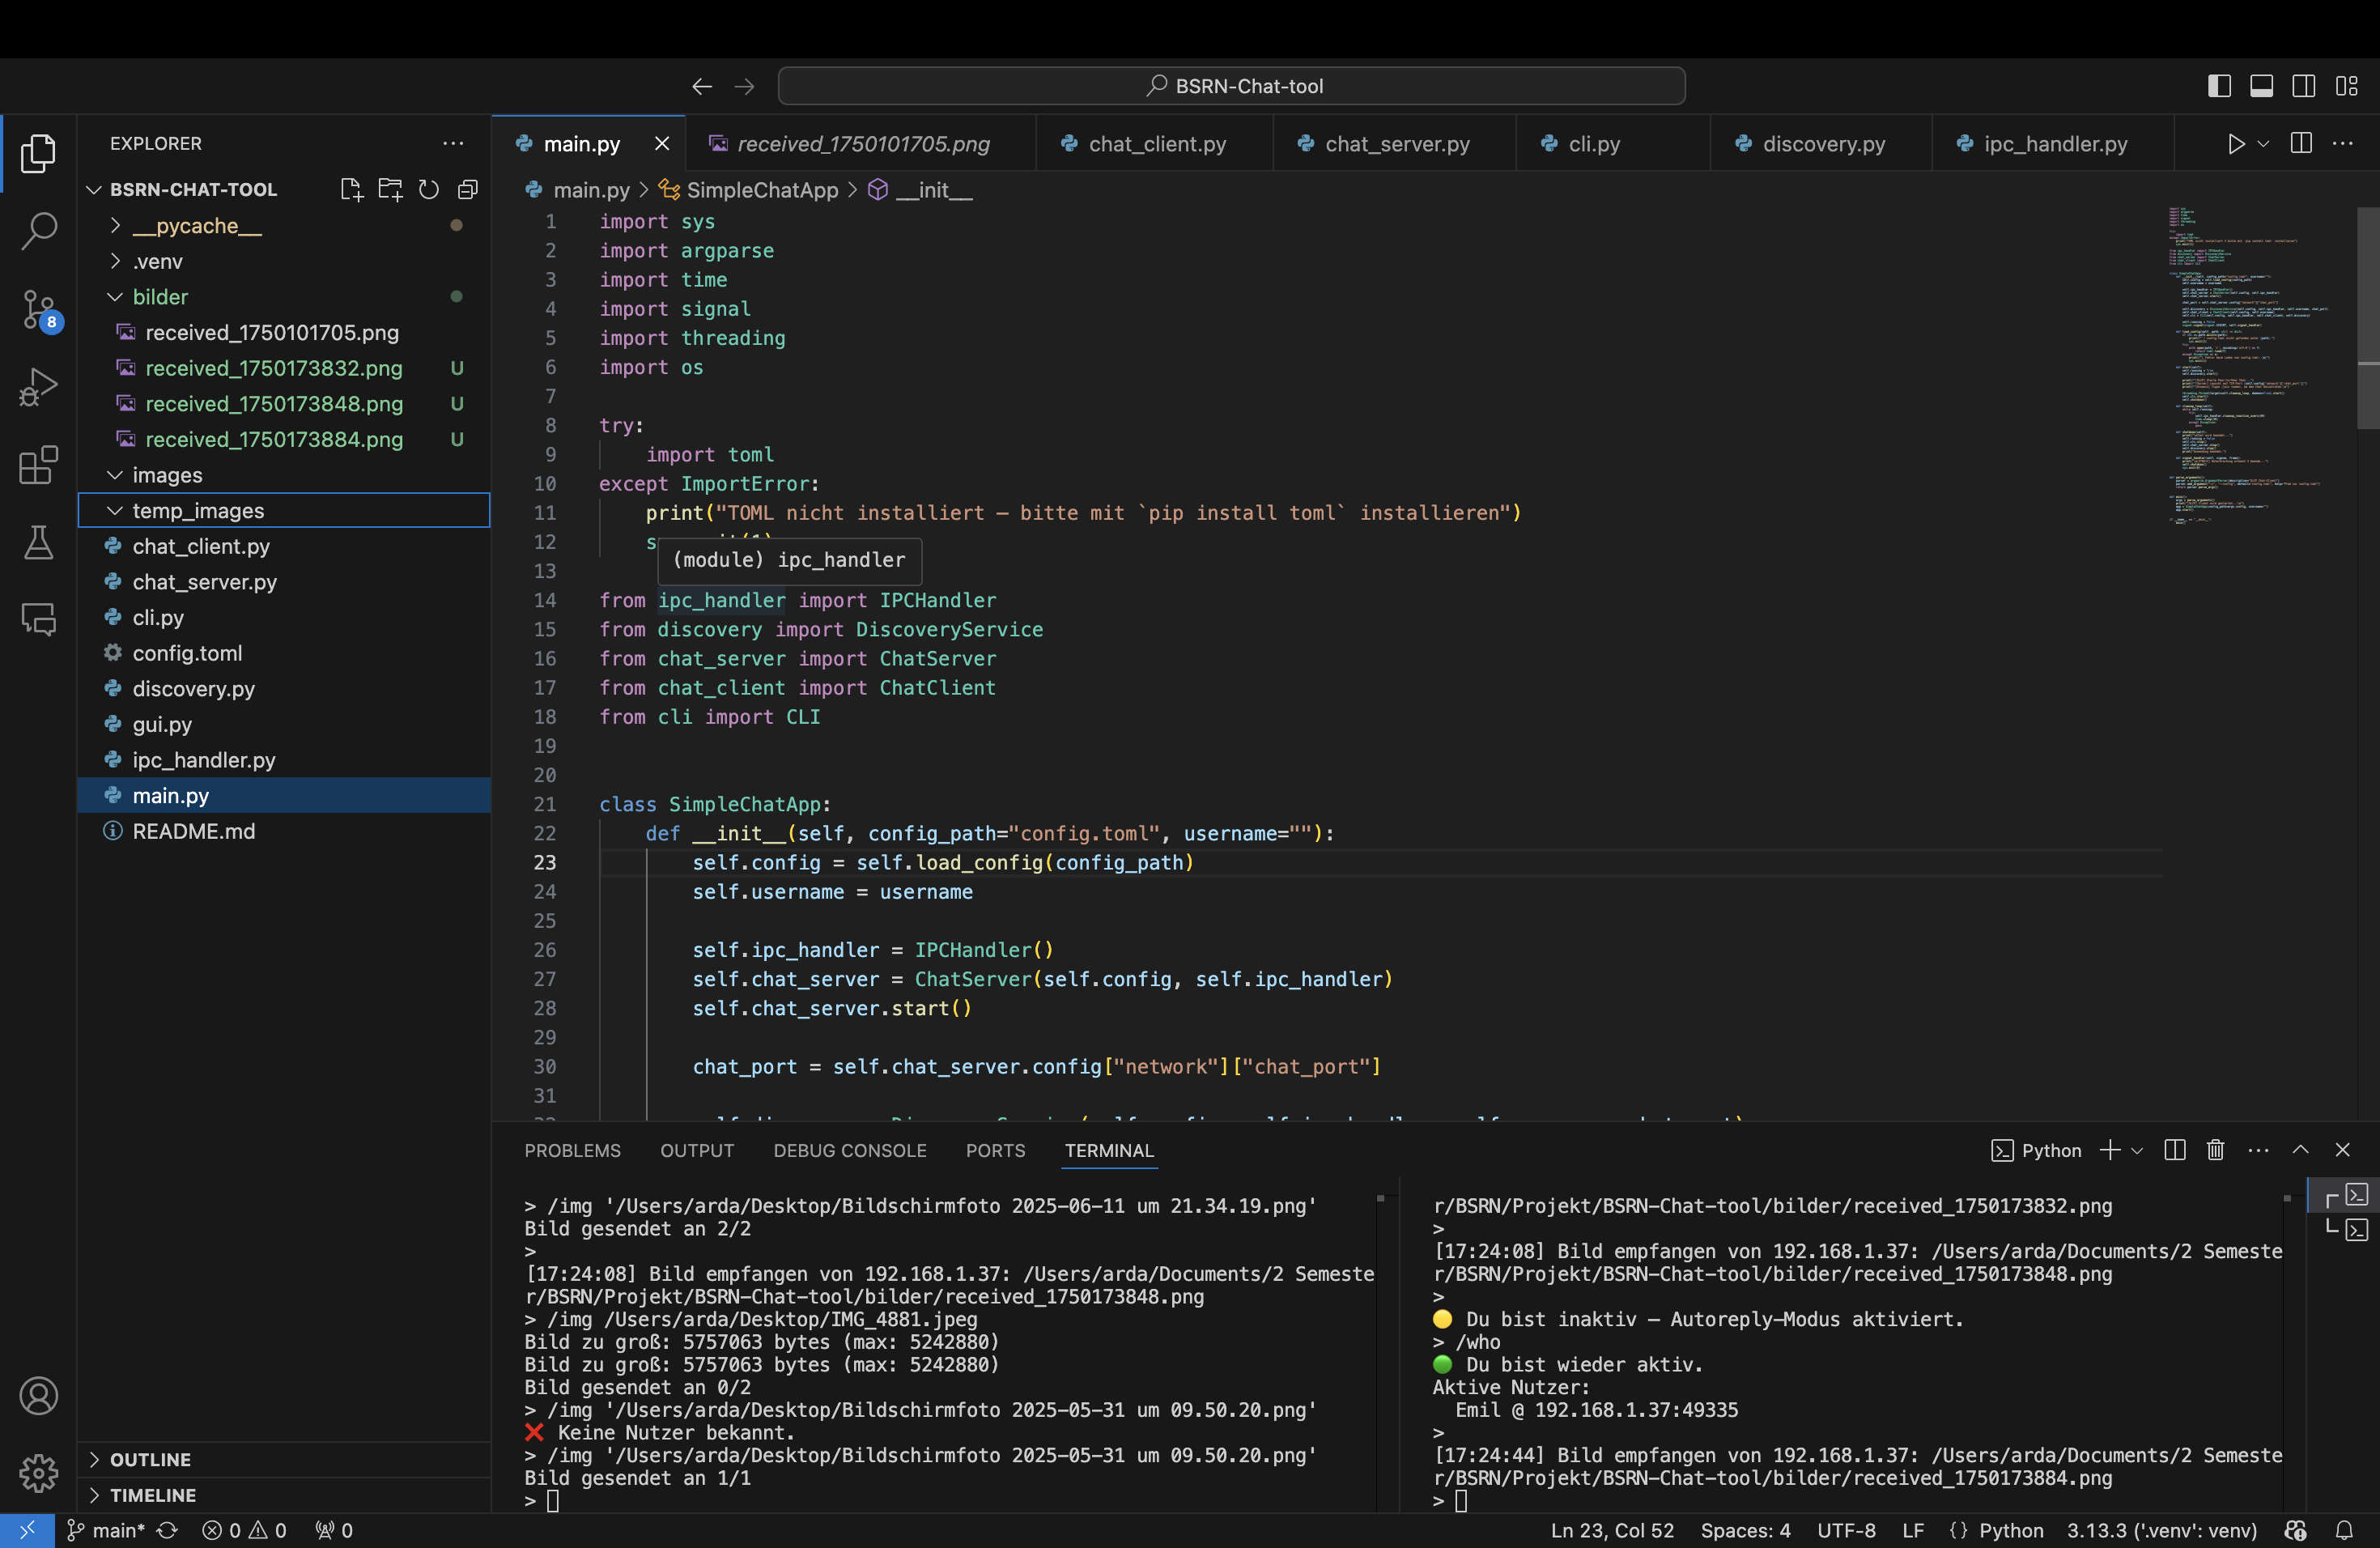 BSRN-Chat-tool
EXPLORER
BSRN-CHAT-TOOL
__pycache__
.venv
bilder
received_1750101705.png
received_1750173832.png U
received_1750173848.png U
received_1750173884.png U
images
temp_images
chat_client.py
chat_server.py
cli.py
config.toml
discovery.py
gui.py
ipc_handler.py
main.py
README.md
OUTLINE
TIMELINE
8
main.py received_1750101705.png chat_client.py chat_server.py cli.py discovery.py ipc_handler.py
main.py > SimpleChatApp > __init__
1 import sys
2 import argparse
3 import time
4 import signal
5 import threading
6 import os
7
8 try:
9 import toml
10 except ImportError:
11 print("TOML nicht installiert – bitte mit `pip install toml` installieren")
12
(module) ipc_handler
13
14 from ipc_handler import IPCHandler
15 from discovery import DiscoveryService
16 from chat_server import ChatServer
17 from chat_client import ChatClient
18 from cli import CLI
19
20
21 class SimpleChatApp:
22 def __init__(self, config_path="config.toml", username=""):
23 self.config = self.load_config(config_path)
24 self.username = username
25
26 self.ipc_handler = IPCHandler()
27 self.chat_server = ChatServer(self.config, self.ipc_handler)
28 self.chat_server.start()
29
30 chat_port = self.chat_server.config["network"]["chat_port"]
31
PROBLEMS OUTPUT DEBUG CONSOLE PORTS TERMINAL
Python
> /img '/Users/arda/Desktop/Bildschirmfoto 2025-06-11 um 21.34.19.png'
Bild gesendet an 2/2
>
[17:24:08] Bild empfangen von 192.168.1.37: /Users/arda/Documents/2 Semeste
r/BSRN/Projekt/BSRN-Chat-tool/bilder/received_1750173848.png
> /img /Users/arda/Desktop/IMG_4881.jpeg
Bild zu groß: 5757063 bytes (max: 5242880)
Bild zu groß: 5757063 bytes (max: 5242880)
Bild gesendet an 0/2
> /img '/Users/arda/Desktop/Bildschirmfoto 2025-05-31 um 09.50.20.png'
❌ Keine Nutzer bekannt.
> /img '/Users/arda/Desktop/Bildschirmfoto 2025-05-31 um 09.50.20.png'
Bild gesendet an 1/1
>
r/BSRN/Projekt/BSRN-Chat-tool/bilder/received_1750173832.png
>
[17:24:08] Bild empfangen von 192.168.1.37: /Users/arda/Documents/2 Semeste
r/BSRN/Projekt/BSRN-Chat-tool/bilder/received_1750173848.png
>
🟡 Du bist inaktiv – Autoreply-Modus aktiviert.
> /who
🟢 Du bist wieder aktiv.
Aktive Nutzer:
Emil @ 192.168.1.37:49335
>
[17:24:44] Bild empfangen von 192.168.1.37: /Users/arda/Documents/2 Semeste
r/BSRN/Projekt/BSRN-Chat-tool/bilder/received_1750173884.png
>
main* 0 0 0
Ln 23, Col 52 Spaces: 4 UTF-8 LF {} Python 3.13.3 ('.venv': venv)